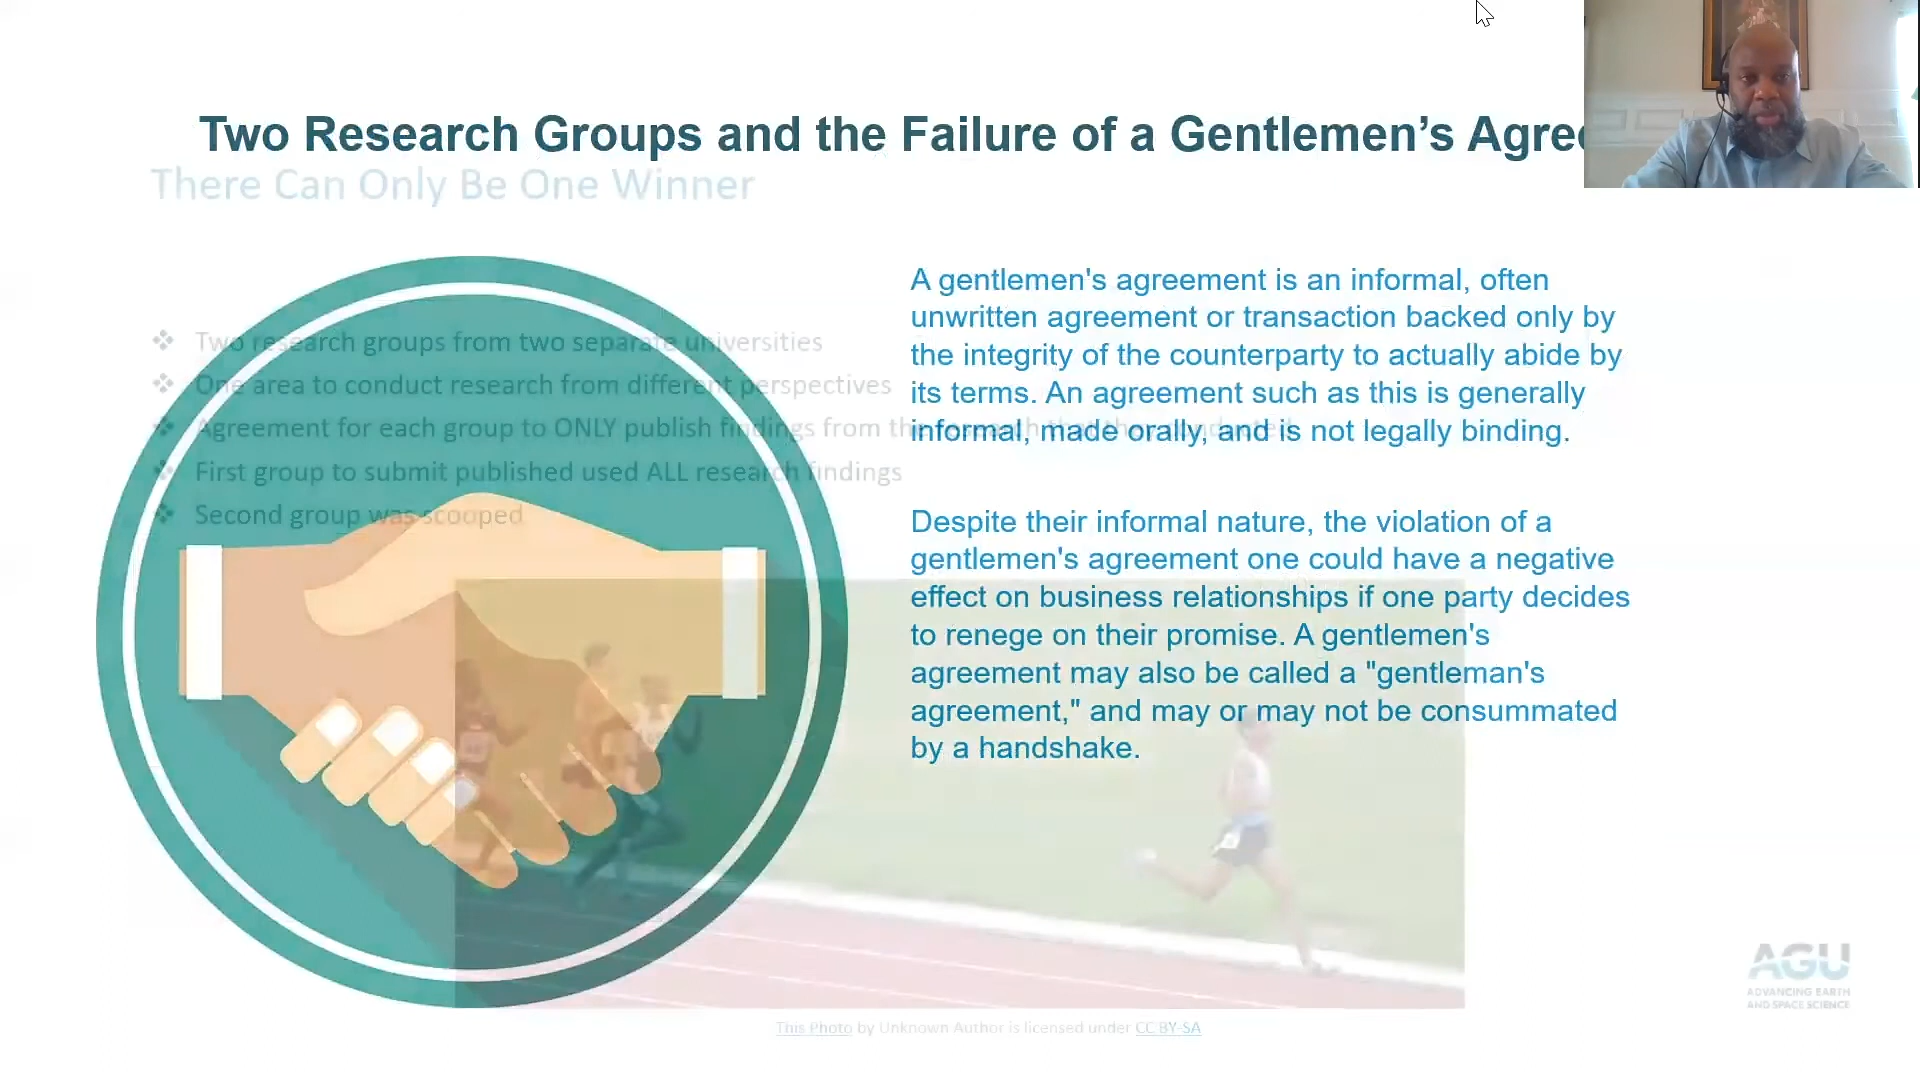 Two Research Groups and the Failure of a Gentlemen’s Agree
There Can Only Be One Winner
❖ Two research groups from two separate universities
❖ One area to conduct research from different perspectives
❖ Agreement for each group to ONLY publish findings from the research that they conducted
❖ First group to submit published used ALL research findings
❖ Second group was scooped
A gentlemen's agreement is an informal, often
unwritten agreement or transaction backed only by
the integrity of the counterparty to actually abide by
its terms. An agreement such as this is generally
informal, made orally, and is not legally binding.
Despite their informal nature, the violation of a
gentlemen's agreement one could have a negative
effect on business relationships if one party decides
to renege on their promise. A gentlemen's
agreement may also be called a "gentleman's
agreement," and may or may not be consummated
by a handshake.
AGU
ADVANCING EARTH
AND SPACE SCIENCE
This Photo by Unknown Author is licensed under CC BY-SA